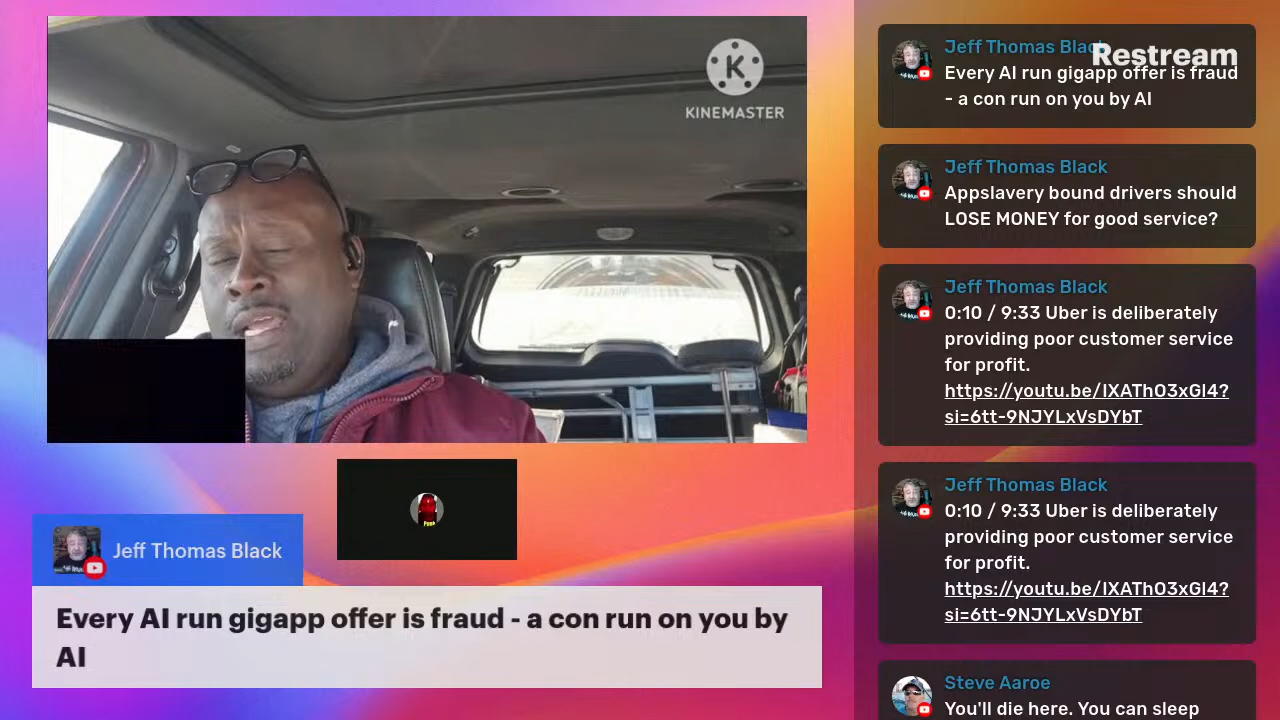 KINEMASTER
Jeff Thomas Black
Every AI run gigapp offer is fraud - a con run on you by
AI
Restream
Jeff Thomas Black
Every AI run gigapp offer is fraud
- a con run on you by AI
Jeff Thomas Black
Appslavery bound drivers should
LOSE MONEY for good service?
Jeff Thomas Black
0:10 / 9:33 Uber is deliberately
providing poor customer service
for profit.
https://youtu.be/IXAThO3xGI4?
si=6tt-9NJYLxVsDYbT
Jeff Thomas Black
0:10 / 9:33 Uber is deliberately
providing poor customer service
for profit.
https://youtu.be/IXAThO3xGI4?
si=6tt-9NJYLxVsDYbT
Steve Aaroe
You'll die here. You can sleep